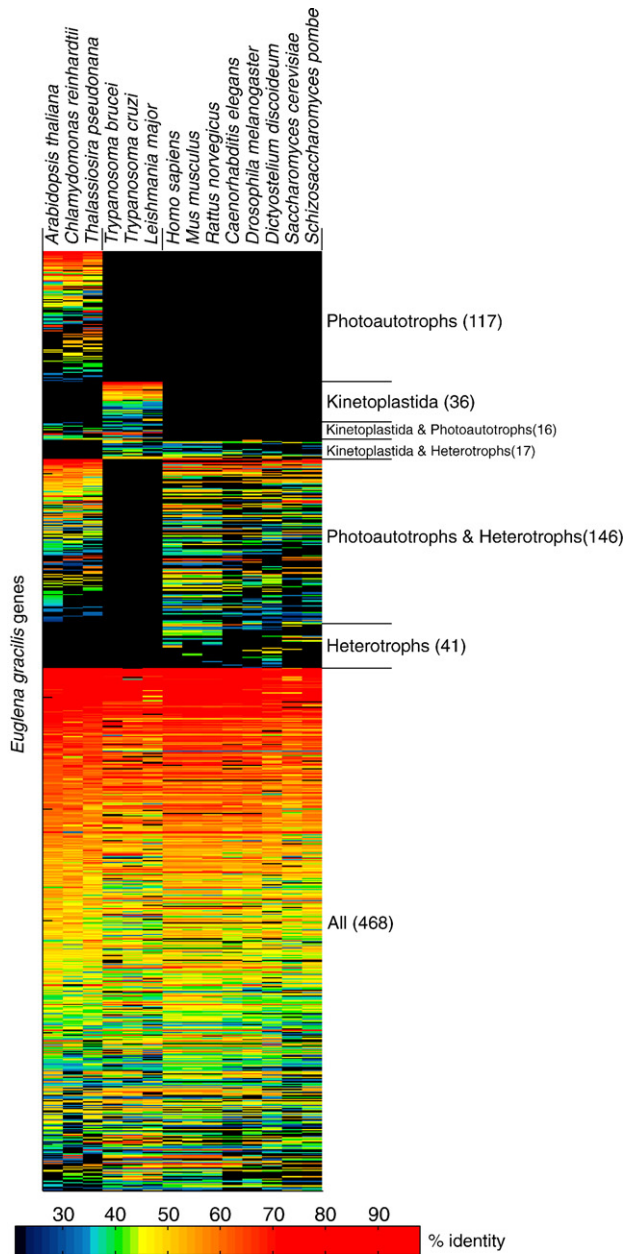 Arabidopsis thaliana
Chlamydomonas reinhardtii
Thalassiosira pseudonana
Trypanosoma brucei
Trypanosoma cruzi
Leishmania major
Homo sapiens
Mus musculus
Rattus norvegicus
Caenorhabditis elegans
Drosophila melanogaster
Dictyostelium discoideum
Saccharomyces cerevisiae
Schizosaccharomyces pombe
Photoautotrophs (117)
Kinetoplastida (36)
Kinetoplastida & Photoautotrophs(16)
Kinetoplastida & Heterotrophs(17)
Photoautotrophs & Heterotrophs(146)
Heterotrophs (41)
Euglena gracilis genes
All (468)
30 40 50 60 70 80 90
% identity